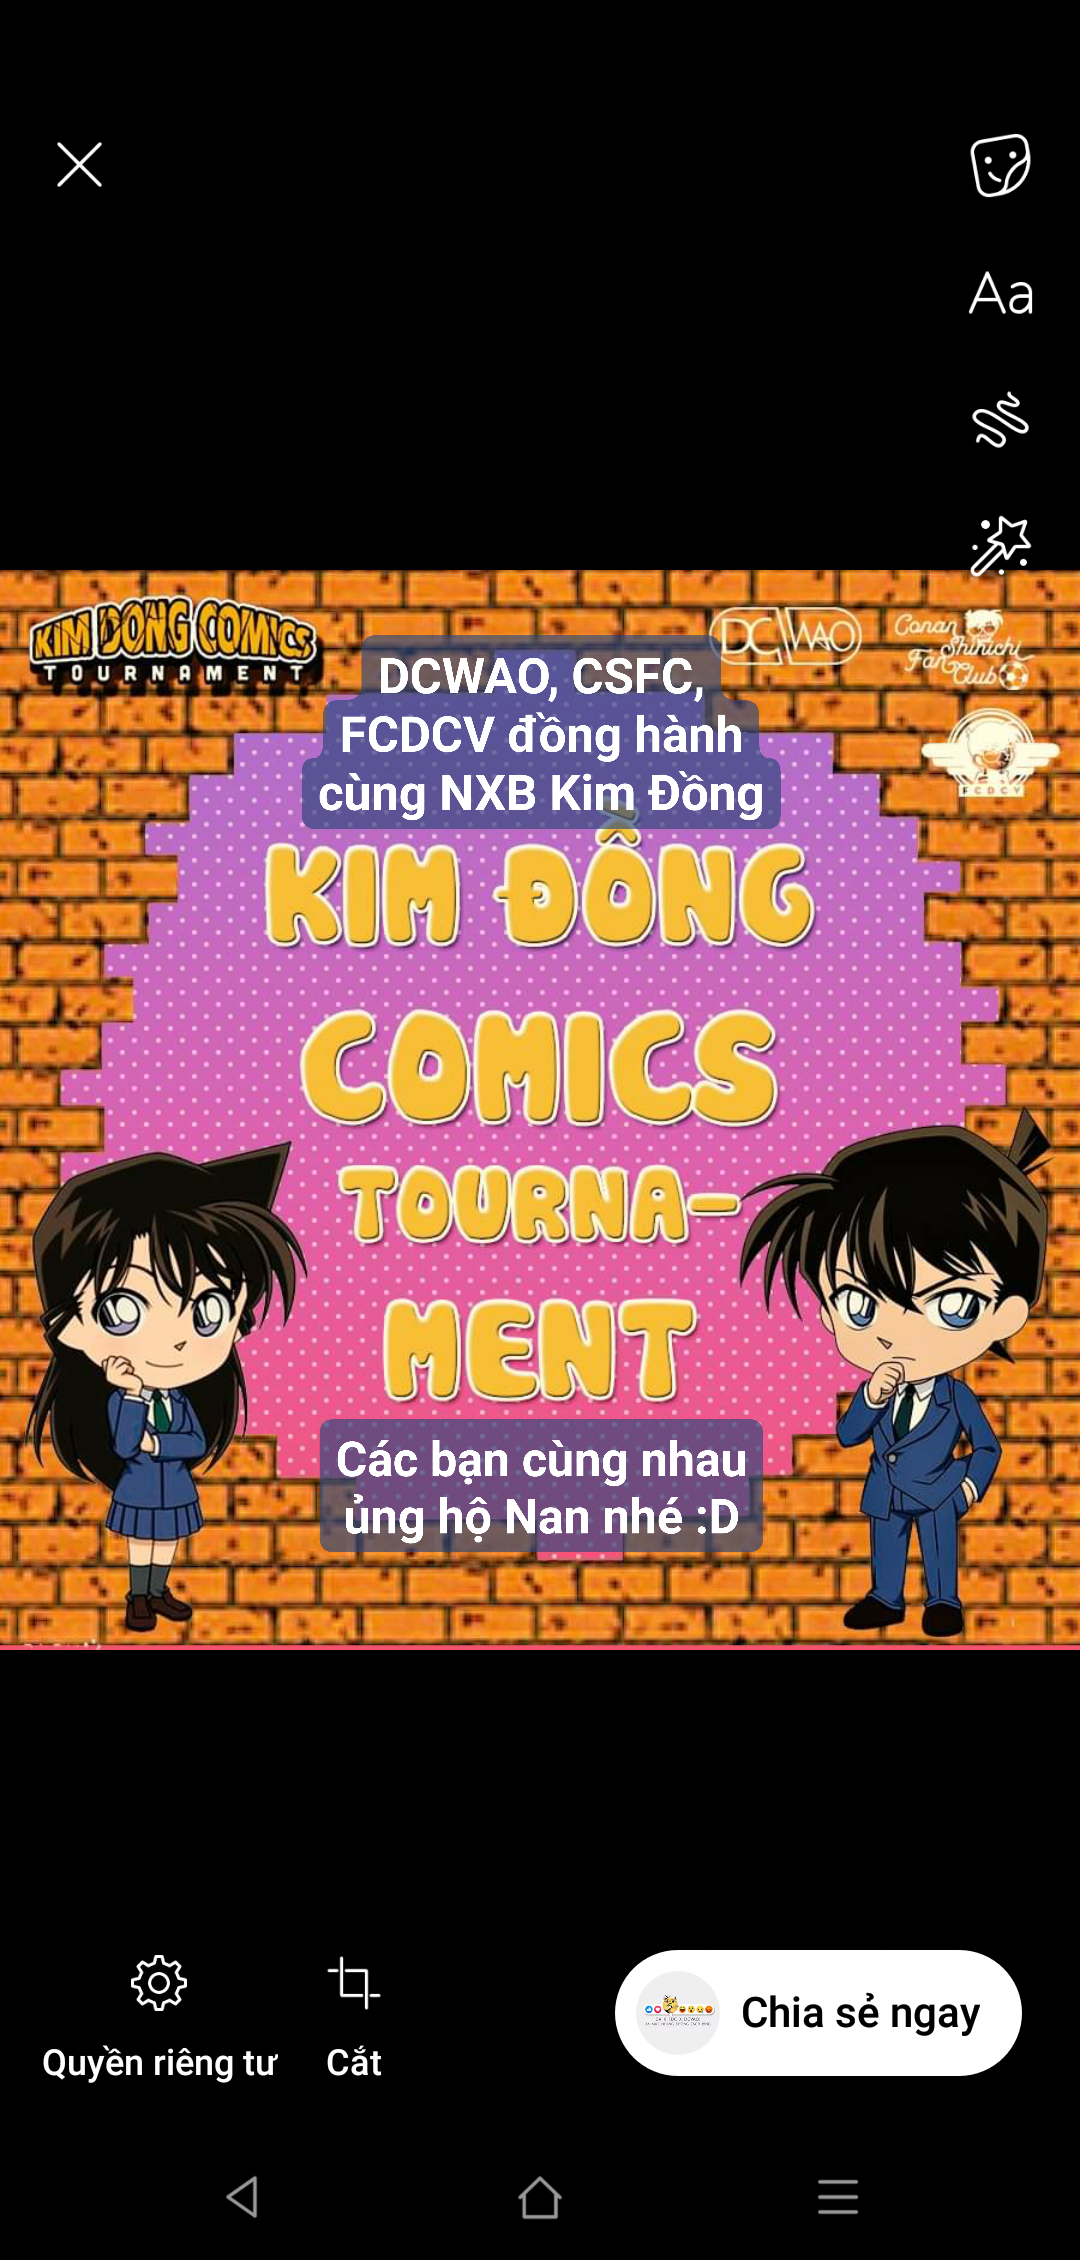 Aa
KIM DONG COMICS
TOURNAMENT
DCWAO
Conan
Shinichi
Fan Club
FCDCV
DCWAO, CSFC,
FCDCV đồng hành
cùng NXB Kim Đồng
KIM ĐỒNG
COMICS
TOURNA-
MENT
Các bạn cùng nhau
ủng hộ Nan nhé :D
Quyền riêng tư
Cắt
Chia sẻ ngay